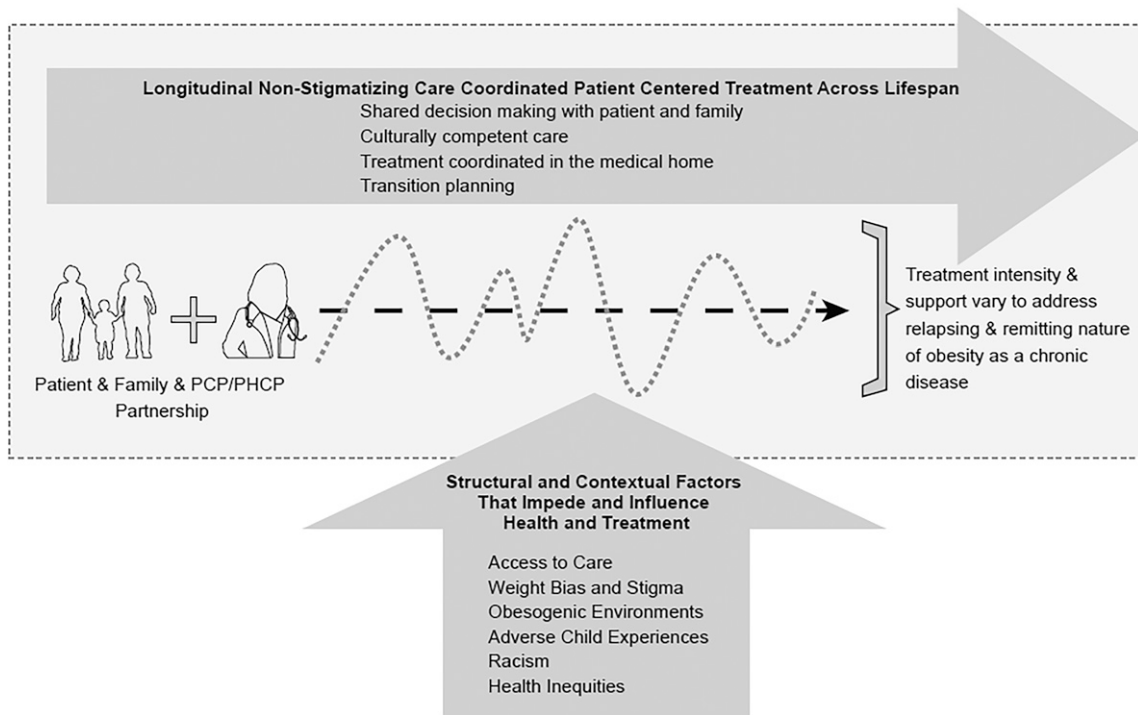 Longitudinal Non-Stigmatizing Care Coordinated Patient Centered Treatment Across Lifespan
Shared decision making with patient and family
Culturally competent care
Treatment coordinated in the medical home
Transition planning
Patient & Family & PCP/PHCP
Partnership
Treatment intensity &
support vary to address
relapsing & remitting nature
of obesity as a chronic
disease
Structural and Contextual Factors
That Impede and Influence
Health and Treatment
Access to Care
Weight Bias and Stigma
Obesogenic Environments
Adverse Child Experiences
Racism
Health Inequities